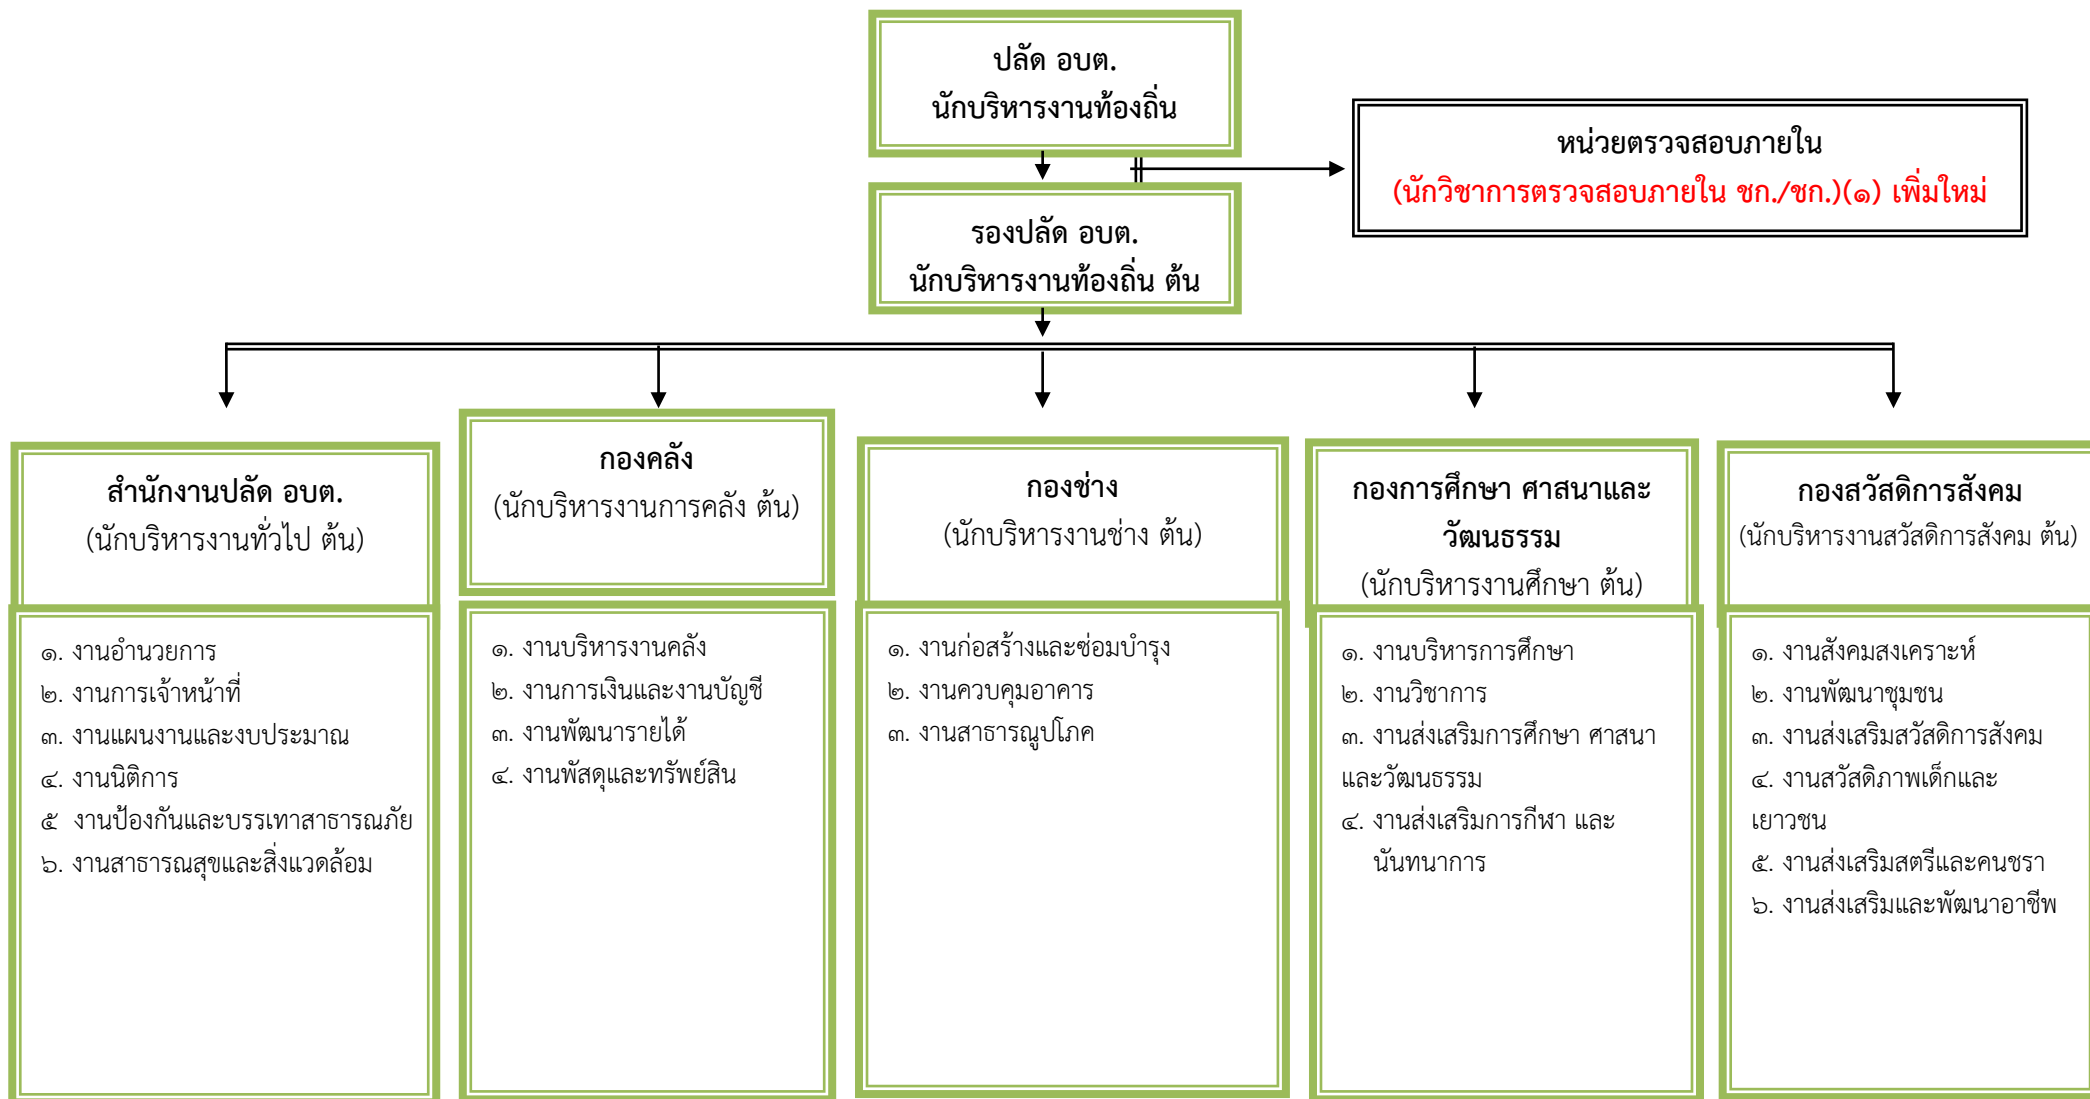 ปลัด อบต.
นักบริหารงานท้องถิ่น
หน่วยตรวจสอบภายใน
(นักวิชาการตรวจสอบภายใน ชก./ชก.)(๑) เพิ่มใหม่
รองปลัด อบต.
นักบริหารงานท้องถิ่น ต้น
สำนักงานปลัด อบต.
(นักบริหารงานทั่วไป ต้น)
๑. งานอำนวยการ
๒. งานการเจ้าหน้าที่
๓. งานแผนงานและงบประมาณ
๔. งานนิติการ
๕ งานป้องกันและบรรเทาสาธารณภัย
๖. งานสาธารณสุขและสิ่งแวดล้อม
กองคลัง
(นักบริหารงานการคลัง ต้น)
๑. งานบริหารงานคลัง
๒. งานการเงินและงานบัญชี
๓. งานพัฒนารายได้
๔. งานพัสดุและทรัพย์สิน
กองช่าง
(นักบริหารงานช่าง ต้น)
๑. งานก่อสร้างและซ่อมบำรุง
๒. งานควบคุมอาคาร
๓. งานสาธารณูปโภค
กองการศึกษา ศาสนาและ
วัฒนธรรม
(นักบริหารงานศึกษา ต้น)
๑. งานบริหารการศึกษา
๒. งานวิชาการ
๓. งานส่งเสริมการศึกษา ศาสนา
และวัฒนธรรม
๔. งานส่งเสริมการกีฬา และ
นันทนาการ
กองสวัสดิการสังคม
(นักบริหารงานสวัสดิการสังคม ต้น)
๑. งานสังคมสงเคราะห์
๒. งานพัฒนาชุมชน
๓. งานส่งเสริมสวัสดิการสังคม
๔. งานสวัสดิภาพเด็กและ
เยาวชน
๕. งานส่งเสริมสตรีและคนชรา
๖. งานส่งเสริมและพัฒนาอาชีพ